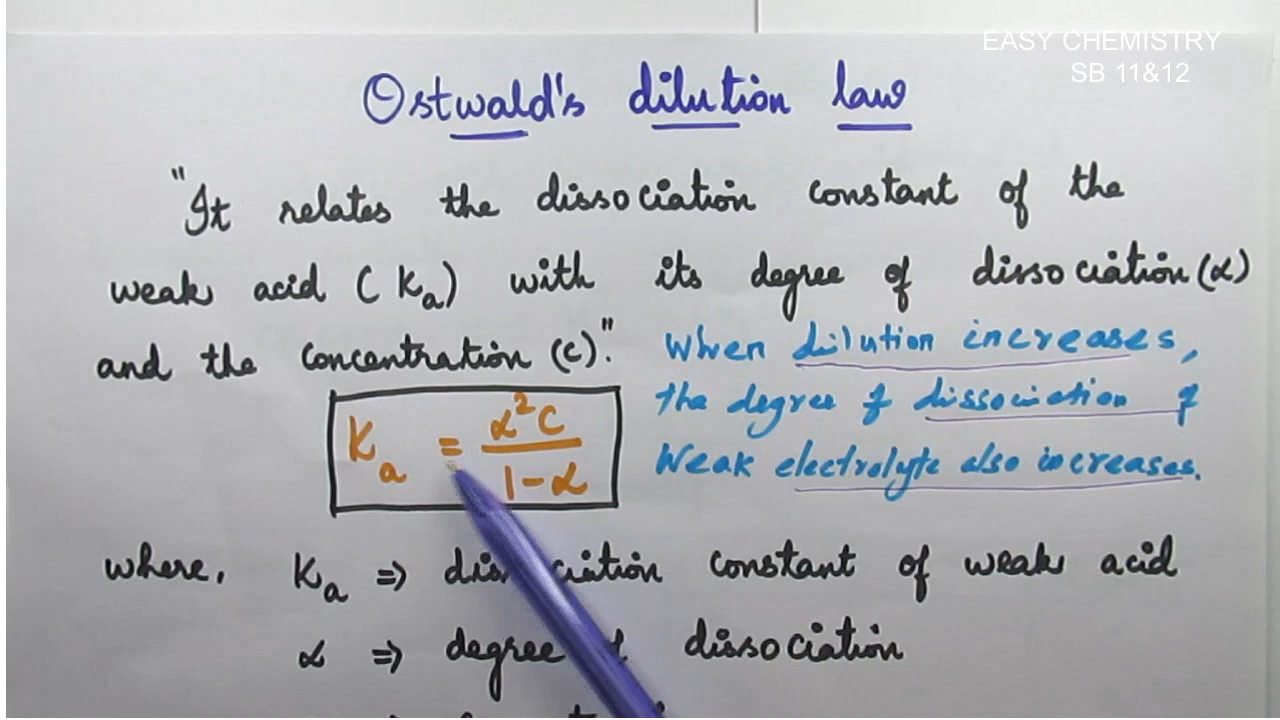 EASY CHEMISTRY
SB 11&12
Ostwald's dilution law
"It relates the dissociation constant of the
weak acid (Ka) with its degree of dissociation (α)
and the concentration (c)."
When dilution increases,
the degree of dissociation of
Weak electrolyte also increases.
Ka = α²C / 1-α
where, Ka => dissociation constant of weak acid
α => degree of dissociation